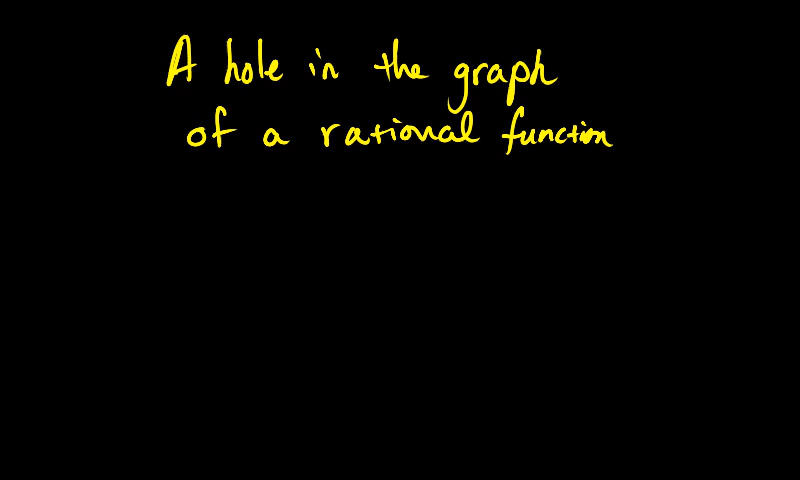 A hole in the graph
of a rational function